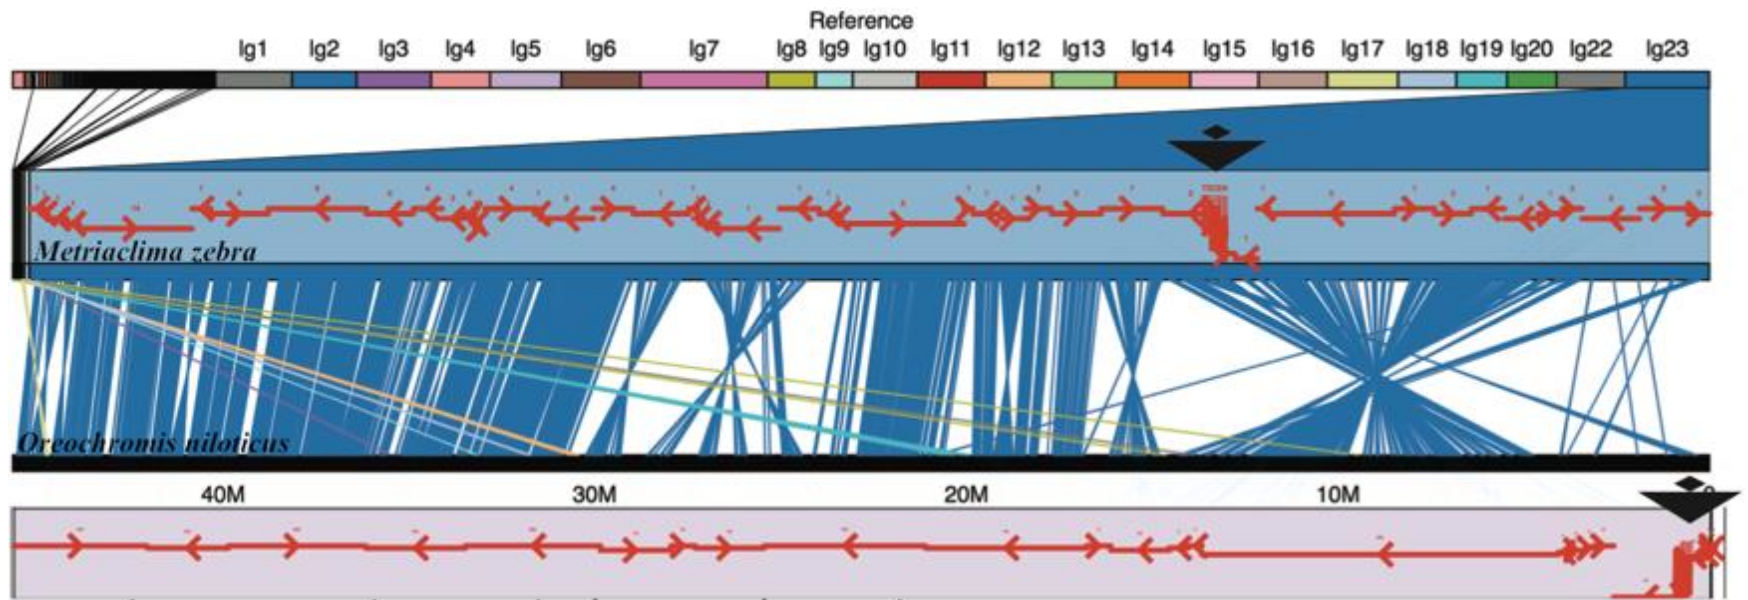 Reference
lg1 lg2 lg3 lg4 lg5 lg6 lg7 lg8 lg9 lg10 lg11 lg12 lg13 lg14 lg15 lg16 lg17 lg18 lg19 lg20 lg22 lg23
Metriaclima zebra
Oreochromis niloticus
40M 30M 20M 10M